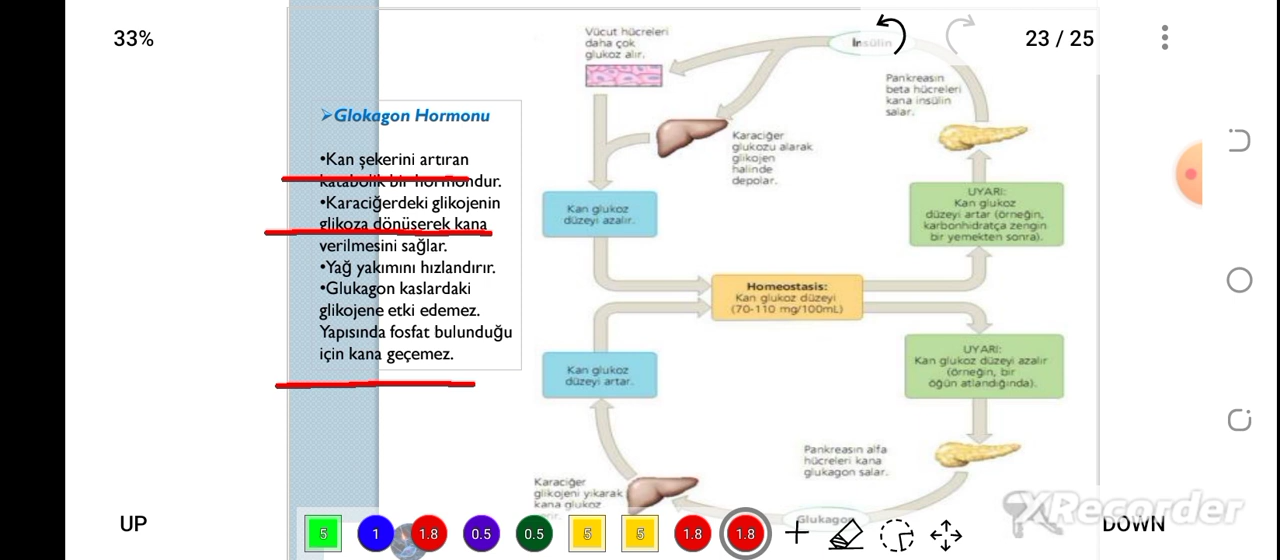 33%
23 / 25
➢Glokagon Hormonu
•Kan şekerini artıran
katabolik bir hormondur.
•Karaciğerdeki glikojenin
glikoza dönüşerek kana
verilmesini sağlar.
•Yağ yakımını hızlandırır.
•Glukagon kaslardaki
glikojene etki edemez.
Yapısında fosfat bulunduğu
için kana geçemez.
Vücut hücreleri
daha çok
glukoz alır.
İnsülin
Pankreasın
beta hücreleri
kana insülin
salar.
Karaciğer
glukozu alarak
glikojen
halinde
depolar.
Kan glukoz
düzeyi azalır.
UYARI:
Kan glukoz
düzeyi artar (örneğin,
karbonhidratça zengin
bir yemekten sonra).
Homeostasis:
Kan glukoz düzeyi
(70-110 mg/100mL)
Kan glukoz
düzeyi artar.
UYARI:
Kan glukoz düzeyi azalır
(örneğin, bir
öğün atlandığında).
Pankreasın alfa
hücreleri kana
glukagon salar.
Karaciğer
glikojeni yıkarak
kana glukoz
Glukagon
XRecorder
UP
5
1
1.8
0.5
0.5
5
5
1.8
1.8
DOWN